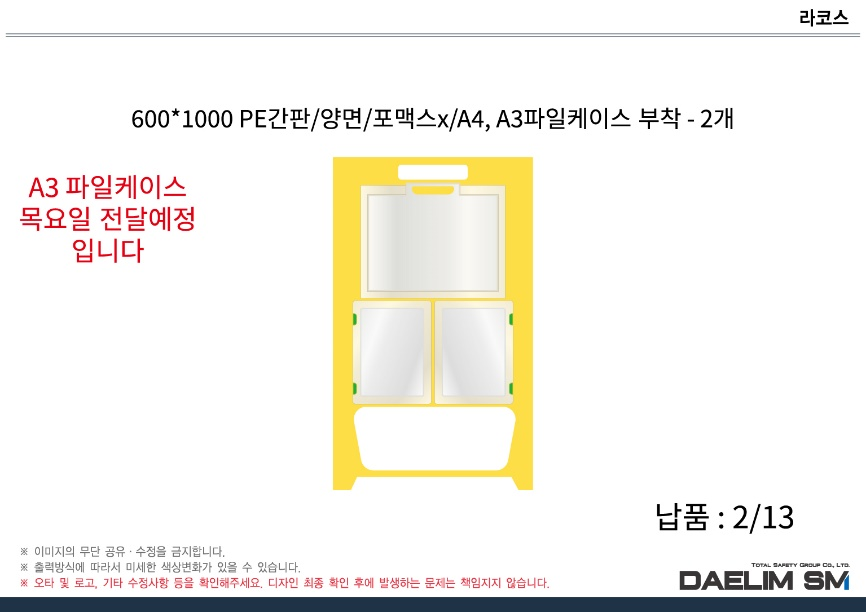 라코스
600*1000 PE간판/양면/포맥스x/A4, A3파일케이스 부착 - 2개
A3 파일케이스
목요일 전달예정
입니다
납품 : 2/13
※ 이미지의 무단 공유 · 수정을 금지합니다.
※ 출력방식에 따라서 미세한 색상변화가 있을 수 있습니다.
※ 오타 및 로고, 기타 수정사항 등을 확인해주세요. 디자인 최종 확인 후에 발생하는 문제는 책임지지 않습니다.
TOTAL SAFETY GROUP CO., LTD.
DAELIM SM